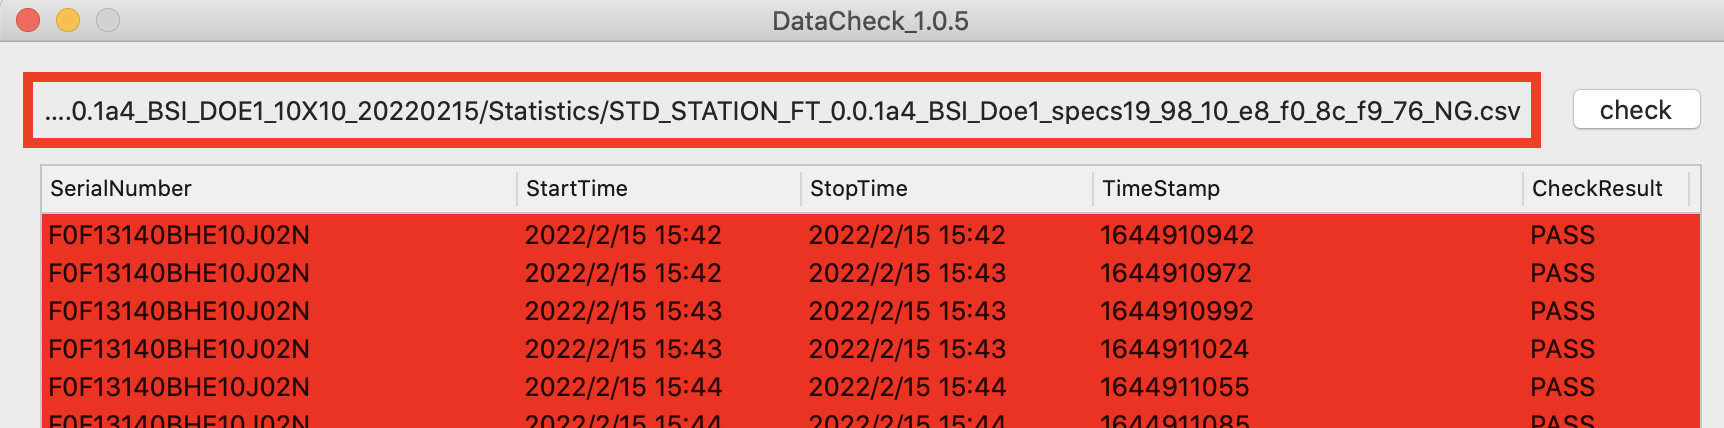 DataCheck_1.0.5
....0.1a4_BSI_DOE1_10X10_20220215/Statistics/STD_STATION_FT_0.0.1a4_BSI_Doe1_specs19_98_10_e8_f0_8c_f9_76_NG.csv check
SerialNumber StartTime StopTime TimeStamp CheckResult
F0F13140BHE10J02N 2022/2/15 15:42 2022/2/15 15:42 1644910942 PASS
F0F13140BHE10J02N 2022/2/15 15:42 2022/2/15 15:43 1644910972 PASS
F0F13140BHE10J02N 2022/2/15 15:43 2022/2/15 15:43 1644910992 PASS
F0F13140BHE10J02N 2022/2/15 15:43 2022/2/15 15:43 1644911024 PASS
F0F13140BHE10J02N 2022/2/15 15:44 2022/2/15 15:44 1644911055 PASS
F0F13140BHE10J02N 2022/2/15 15:44 2022/2/15 15:44 1644911085 PASS